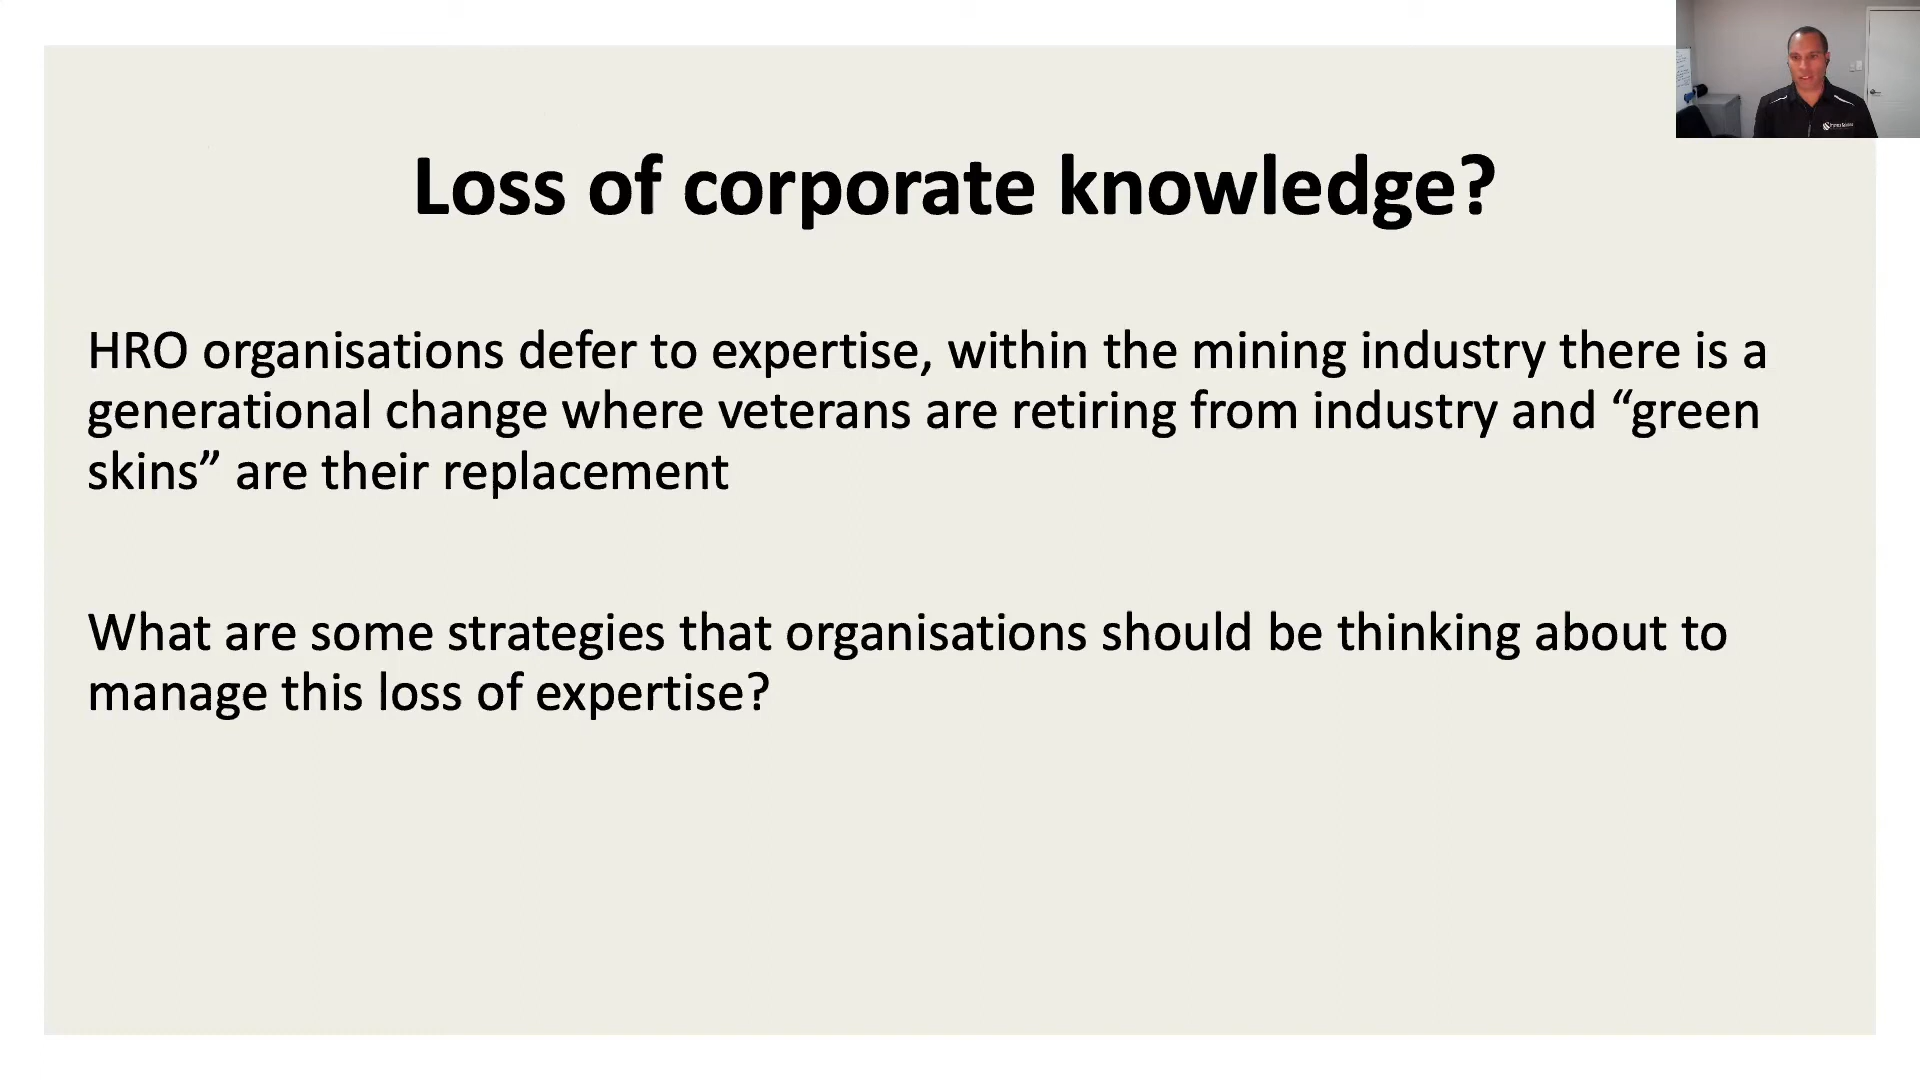 Loss of corporate knowledge?
HRO organisations defer to expertise, within the mining industry there is a
generational change where veterans are retiring from industry and “green
skins” are their replacement
What are some strategies that organisations should be thinking about to
manage this loss of expertise?